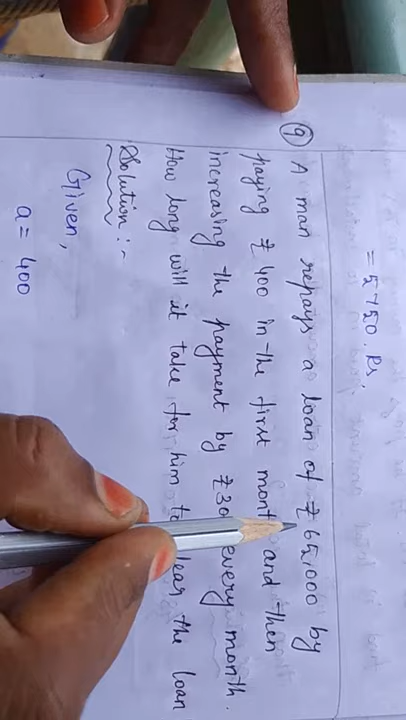 = 5750. Rs.
⑨ A man repays a loan of ₹ 65,000 by
paying ₹ 400 in the first month and then
increasing the payment by ₹300 every month.
How long will it take for him to clear the loan
Solution :-
Given,
a = 400